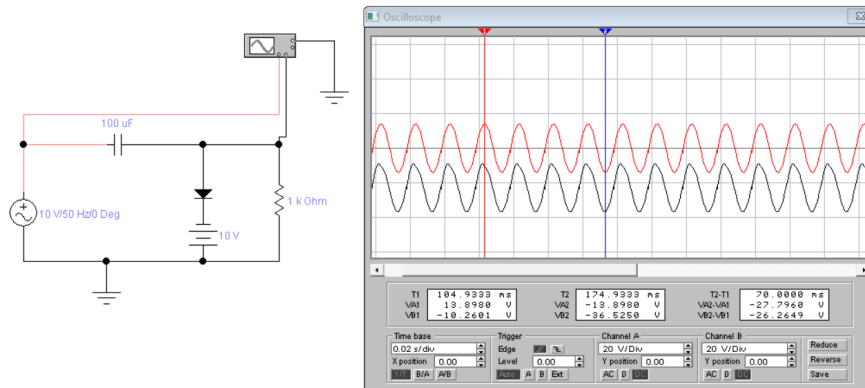 Oscilloscope
1
2
100 uF
10 V/50 Hz/0 Deg
10 V
1 k Ohm
T1 104.9333 ms
VA1 13.8980 V
VB1 -10.2601 V
T2 174.9333 ms
VA2 -13.8980 V
VB2 -36.5250 V
T2-T1 70.0000 ms
VA2-VA1 -27.7960 V
VB2-VB1 -26.2649 V
Time base
0.02 s/div
X position 0.00
Y/T B/A A/B
Trigger
Edge
Level 0.00
Auto A B Ext
Channel A
20 V/Div
Y position 0.00
AC 0 DC
Channel B
20 V/Div
Y position 0.00
AC 0 DC
Reduce
Reverse
Save